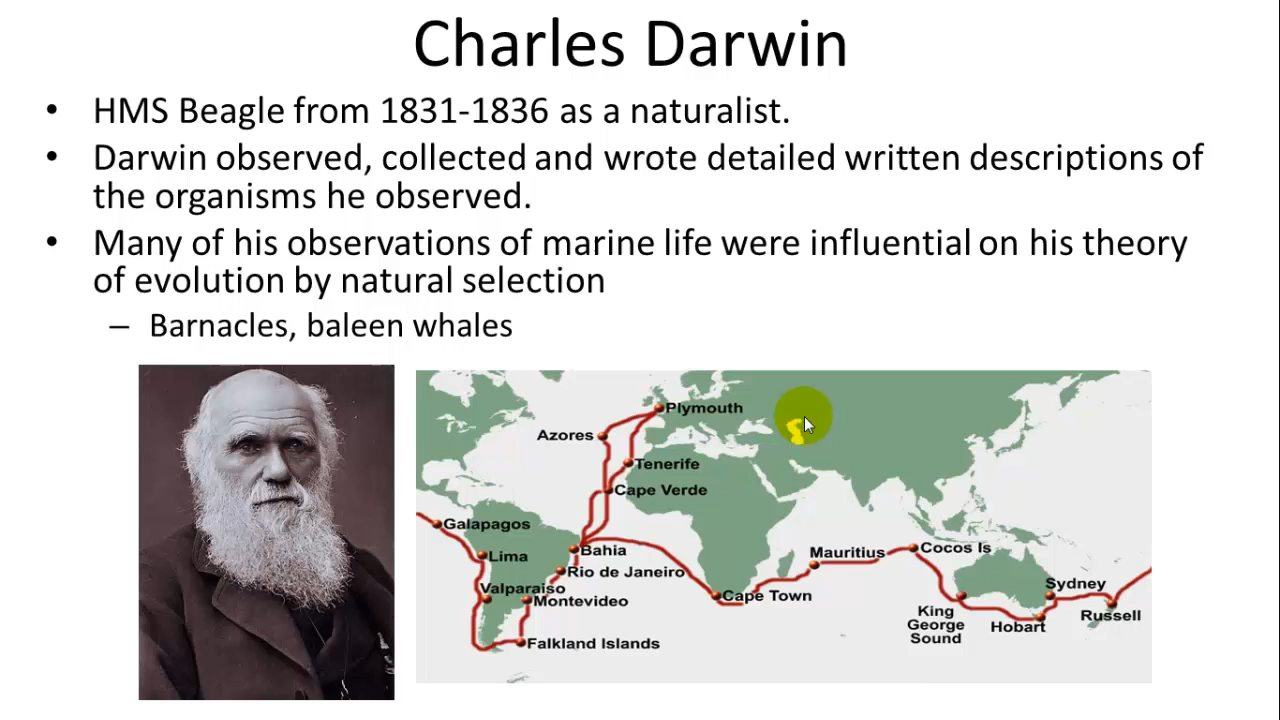 Charles Darwin
• HMS Beagle from 1831-1836 as a naturalist.
• Darwin observed, collected and wrote detailed written descriptions of
the organisms he observed.
• Many of his observations of marine life were influential on his theory
of evolution by natural selection
– Barnacles, baleen whales
Plymouth
Azores
Tenerife
Cape Verde
Galapagos
Bahia
Lima
Rio de Janeiro
Valparaiso
Montevideo
Falkland Islands
Cape Town
Mauritius
Cocos Is
King
George
Sound
Hobart
Sydney
Russell